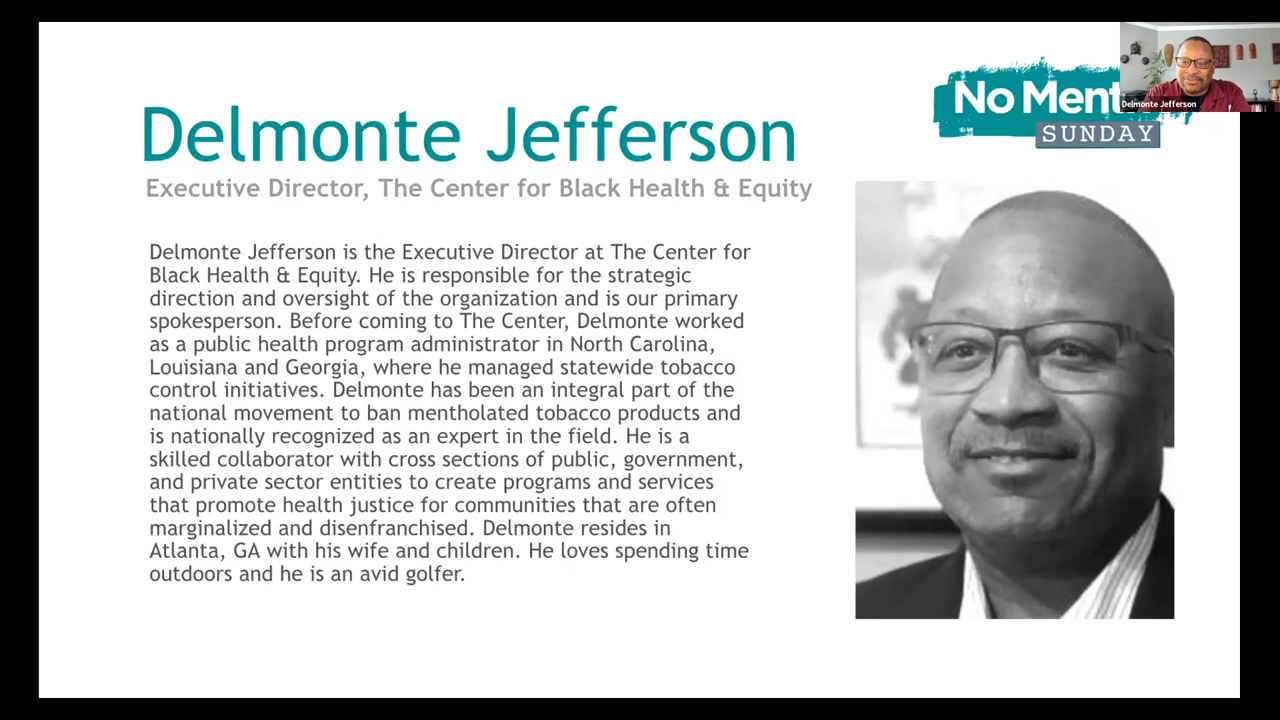 Delmonte Jefferson
Executive Director, The Center for Black Health & Equity
Delmonte Jefferson is the Executive Director at The Center for
Black Health & Equity. He is responsible for the strategic
direction and oversight of the organization and is our primary
spokesperson. Before coming to The Center, Delmonte worked
as a public health program administrator in North Carolina,
Louisiana and Georgia, where he managed statewide tobacco
control initiatives. Delmonte has been an integral part of the
national movement to ban mentholated tobacco products and
is nationally recognized as an expert in the field. He is a
skilled collaborator with cross sections of public, government,
and private sector entities to create programs and services
that promote health justice for communities that are often
marginalized and disenfranchised. Delmonte resides in
Atlanta, GA with his wife and children. He loves spending time
outdoors and he is an avid golfer.
No Ment
SUNDAY
Delmonte Jefferson